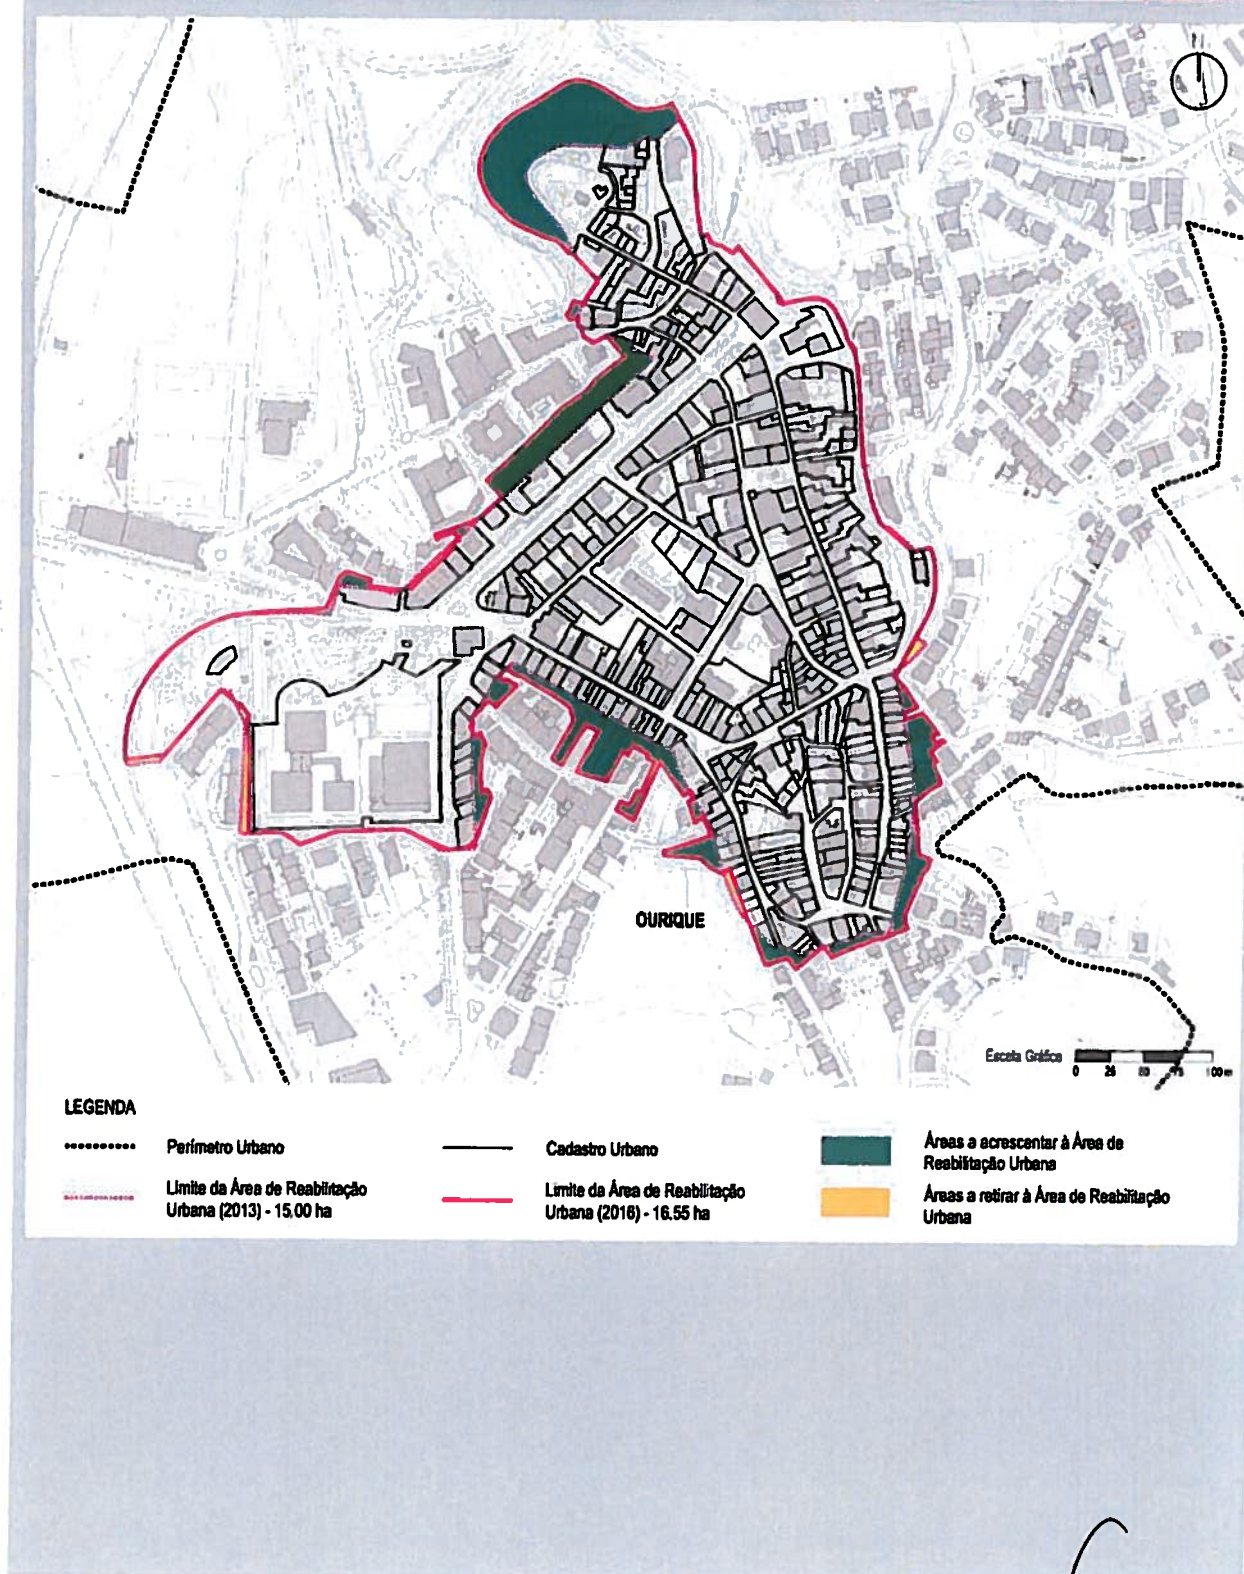 OURIQUE
Escala Gráfica
0 25 50 75 100 m
LEGENDA
Perímetro Urbano
Limite da Área de Reabilitação
Urbana (2013) - 15,00 ha
Cadastro Urbano
Limite da Área de Reabilitação
Urbana (2016) - 16.55 ha
Áreas a acrescentar à Área de
Reabilitação Urbana
Áreas a retirar à Área de Reabilitação
Urbana